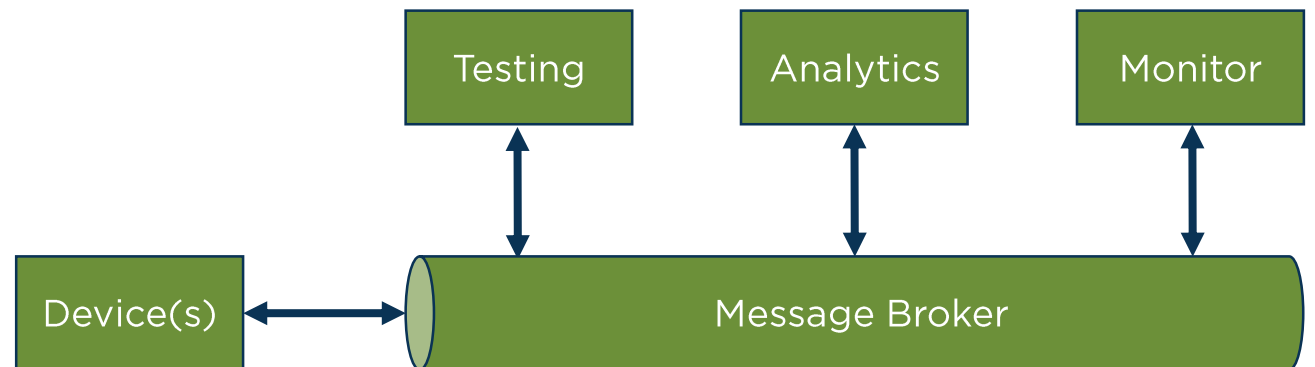 Testing
Analytics
Monitor
Device(s)
Message Broker